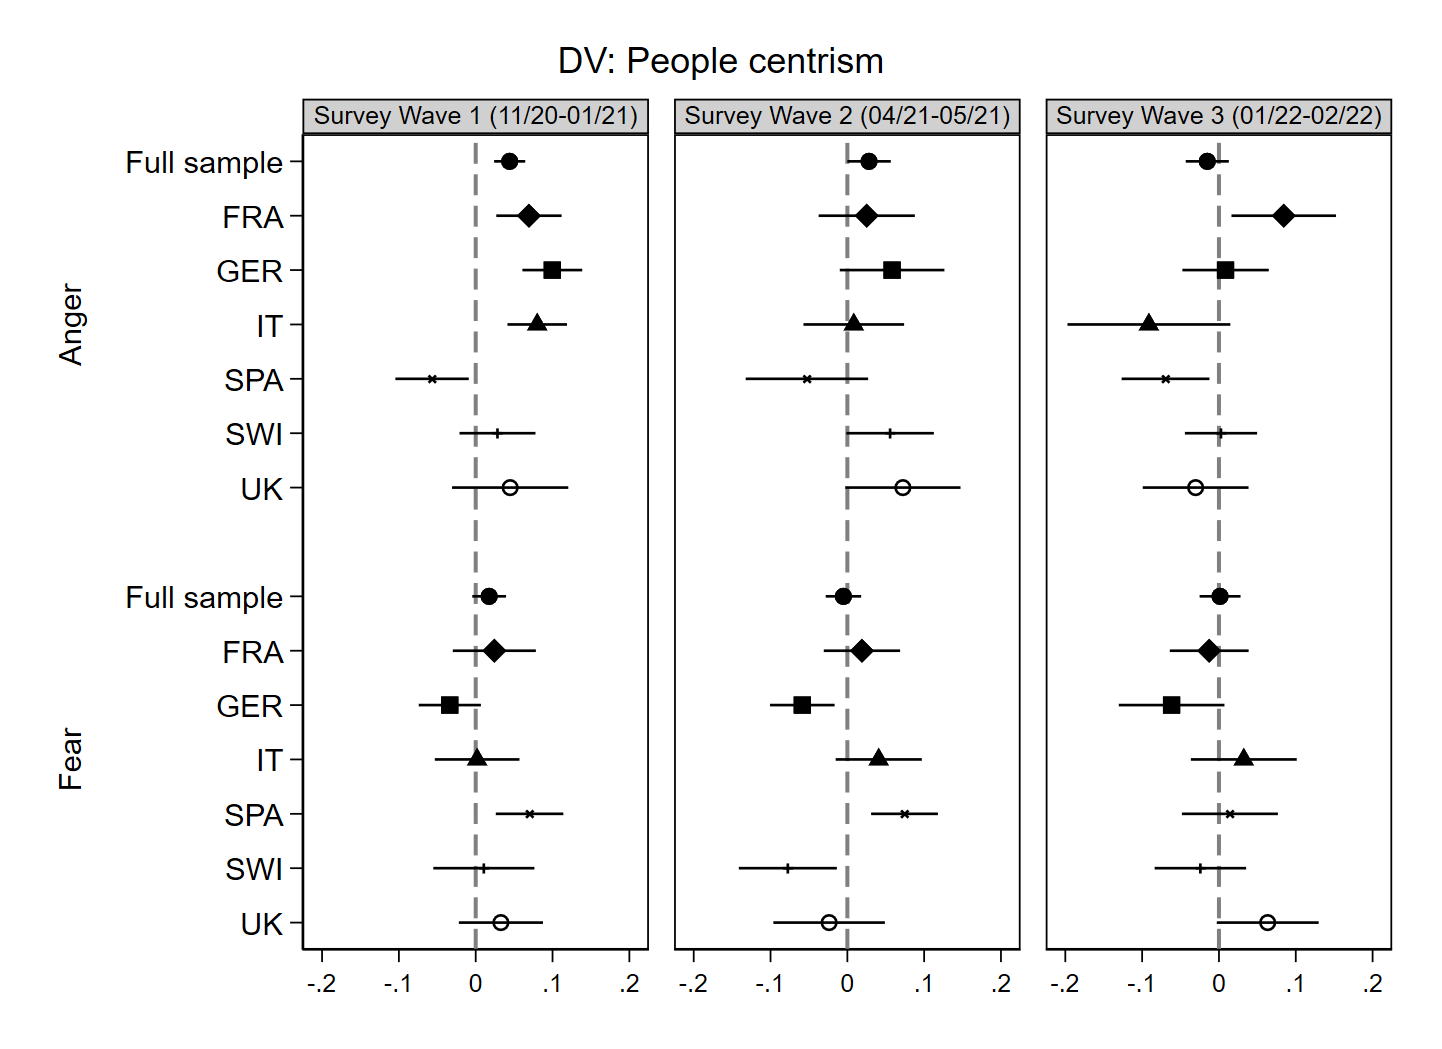 DV: People centrism
Survey Wave 1 (11/20-01/21)
Survey Wave 2 (04/21-05/21)
Survey Wave 3 (01/22-02/22)
Anger
Full sample
FRA
GER
IT
SPA
SWI
UK
Fear
Full sample
FRA
GER
IT
SPA
SWI
UK
-.2 -.1 0 .1 .2
-.2 -.1 0 .1 .2
-.2 -.1 0 .1 .2